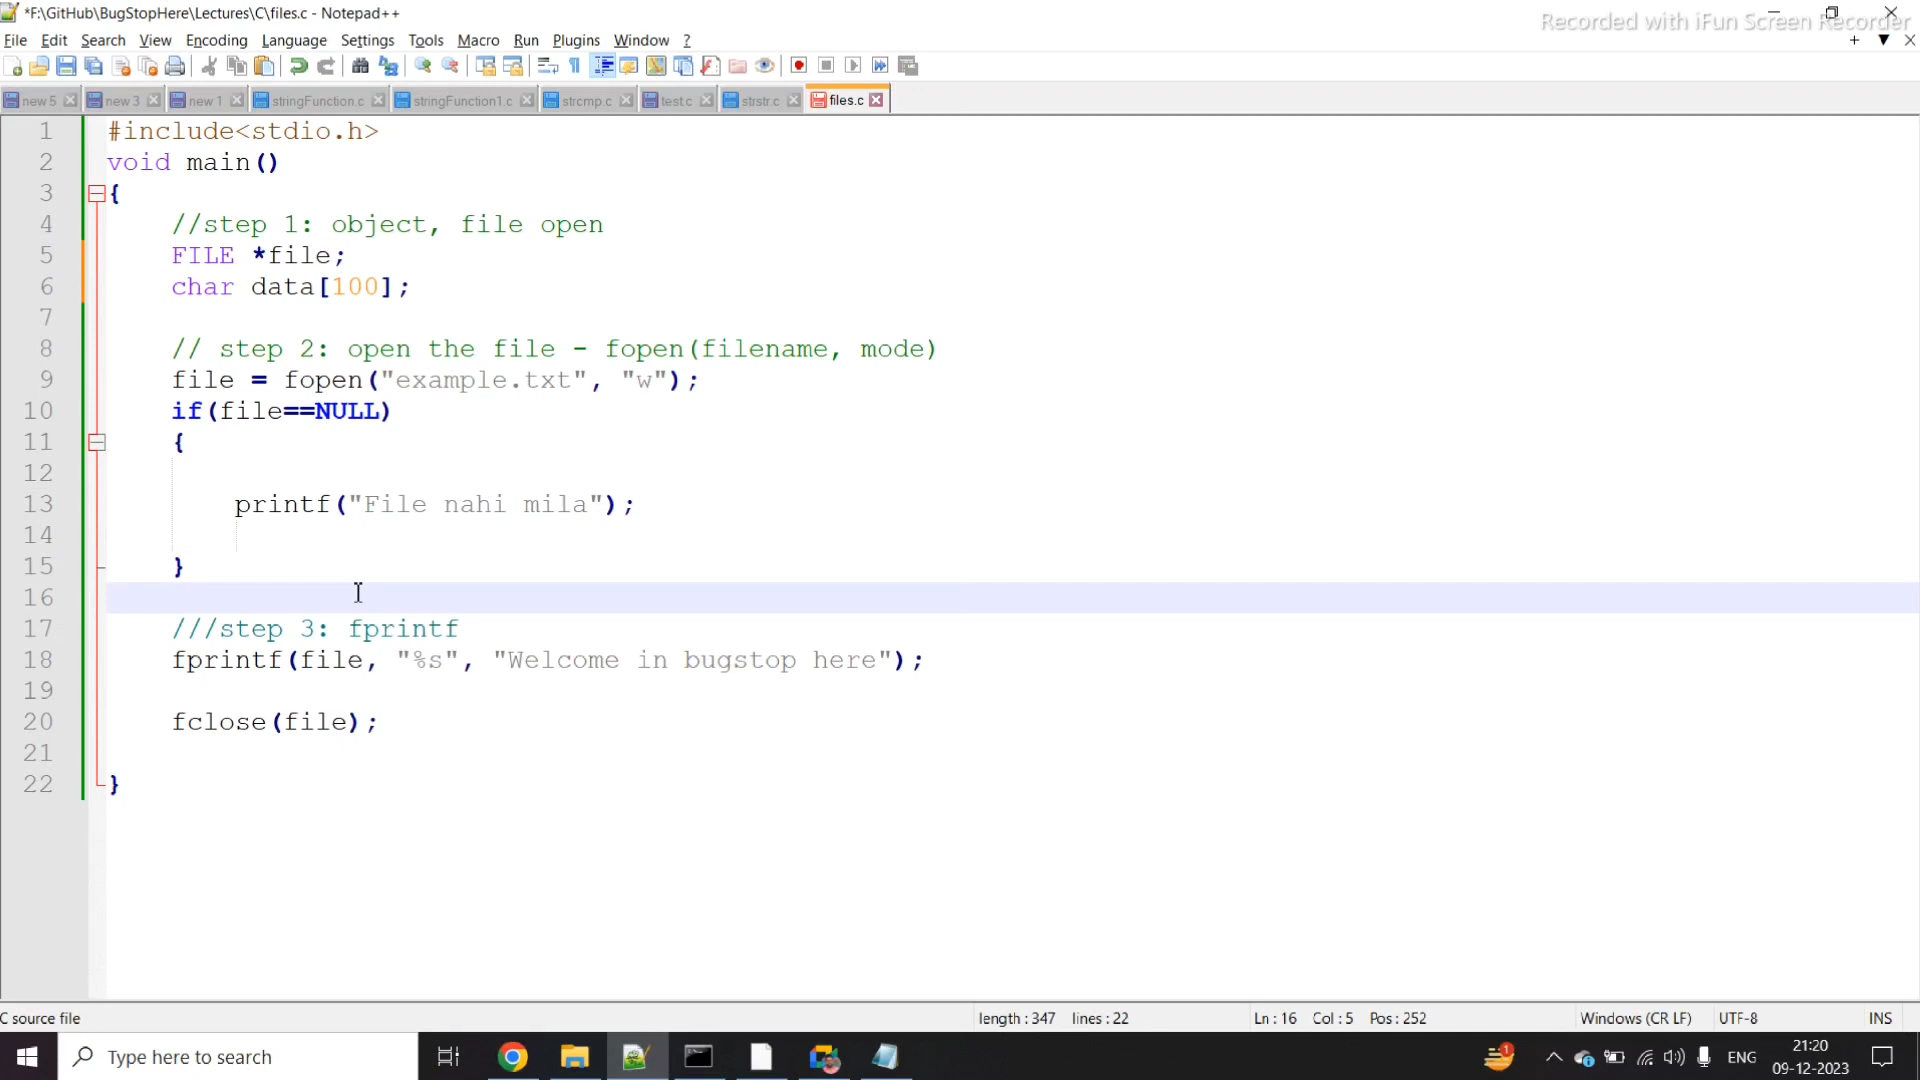 *F:\GitHub\BugStopHere\Lectures\C\files.c - Notepad++
Recorded with iFun Screen Recorder
File Edit Search View Encoding Language Settings Tools Macro Run Plugins Window ?
new 5 new 3 new 1 stringFunction.c stringFunction1.c strcmp.c test.c strstr.c files.c
1 #include<stdio.h>
2 void main()
3 {
4 //step 1: object, file open
5 FILE *file;
6 char data[100];
7
8 // step 2: open the file - fopen(filename, mode)
9 file = fopen("example.txt", "w");
10 if(file==NULL)
11 {
12
13 printf("File nahi mila");
14
15 }
16
17 ///step 3: fprintf
18 fprintf(file, "%s", "Welcome in bugstop here");
19
20 fclose(file);
21
22 }
C source file length : 347 lines : 22 Ln : 16 Col : 5 Pos : 252 Windows (CR LF) UTF-8 INS
Type here to search 1 ENG 21:20
09-12-2023